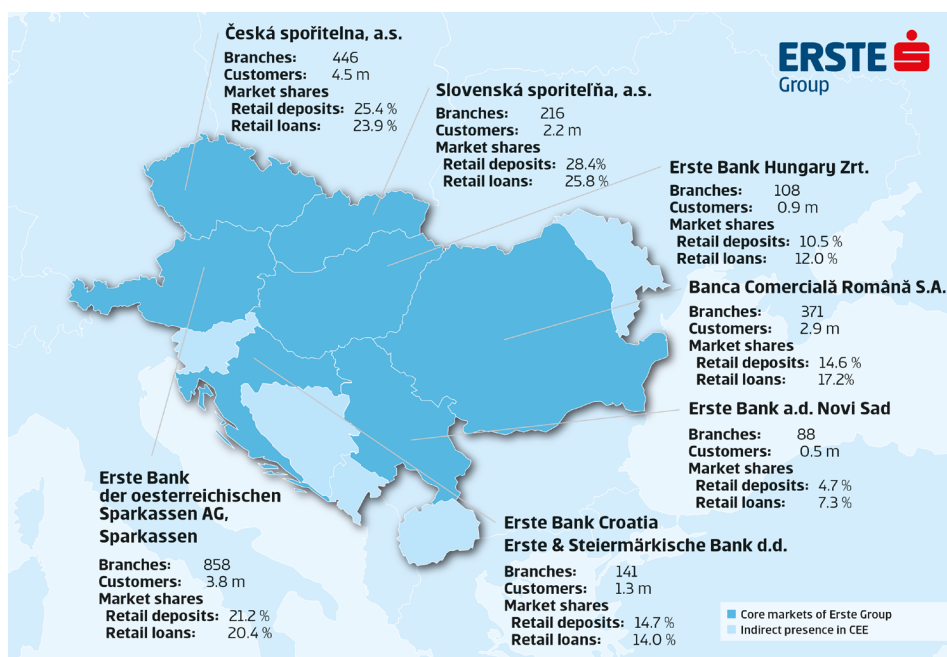 Česká spořitelna, a.s.
Branches: 446
Customers: 4.5 m
Market shares
Retail deposits: 25.4 %
Retail loans: 23.9 %
ERSTE
Group
Slovenská sporiteľňa, a.s.
Branches: 216
Customers: 2.2 m
Market shares
Retail deposits: 28.4%
Retail loans: 25.8 %
Erste Bank Hungary Zrt.
Branches: 108
Customers: 0.9 m
Market shares
Retail deposits: 10.5 %
Retail loans: 12.0 %
Banca Comercială Română S.A.
Branches: 371
Customers: 2.9 m
Market shares
Retail deposits: 14.6 %
Retail loans: 17.2%
Erste Bank a.d. Novi Sad
Branches: 88
Customers: 0.5 m
Market shares
Retail deposits: 4.7 %
Retail loans: 7.3 %
Erste Bank
der oesterreichischen
Sparkassen AG,
Sparkassen
Branches: 858
Customers: 3.8 m
Market shares
Retail deposits: 21.2 %
Retail loans: 20.4 %
Erste Bank Croatia
Erste & Steiermärkische Bank d.d.
Branches: 141
Customers: 1.3 m
Market shares
Retail deposits: 14.7 %
Retail loans: 14.0 %
Core markets of Erste Group
Indirect presence in CEE